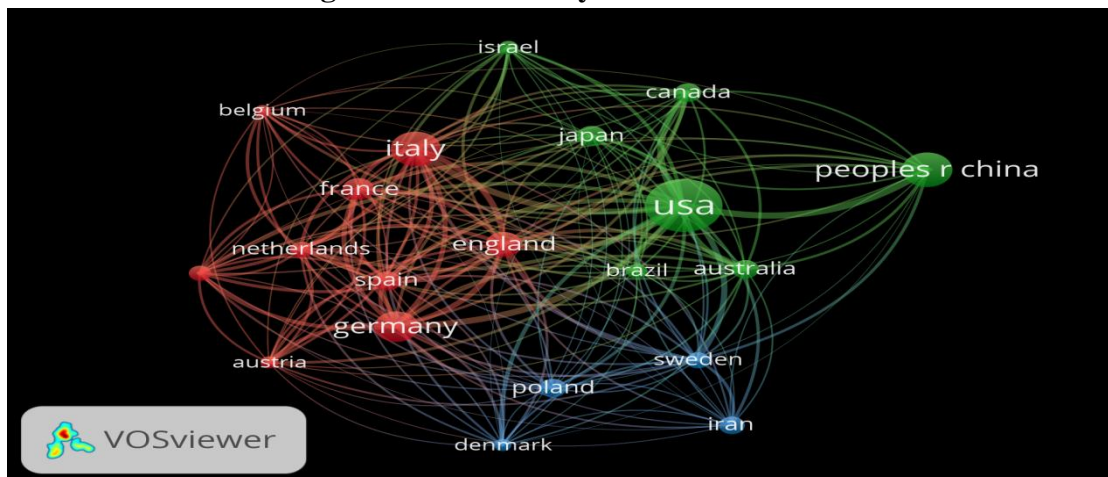 israel
canada
belgium
japan
italy
peoples r china
france
usa
england
netherlands
brazil
australia
spain
germany
sweden
austria
poland
iran
denmark
VOSviewer